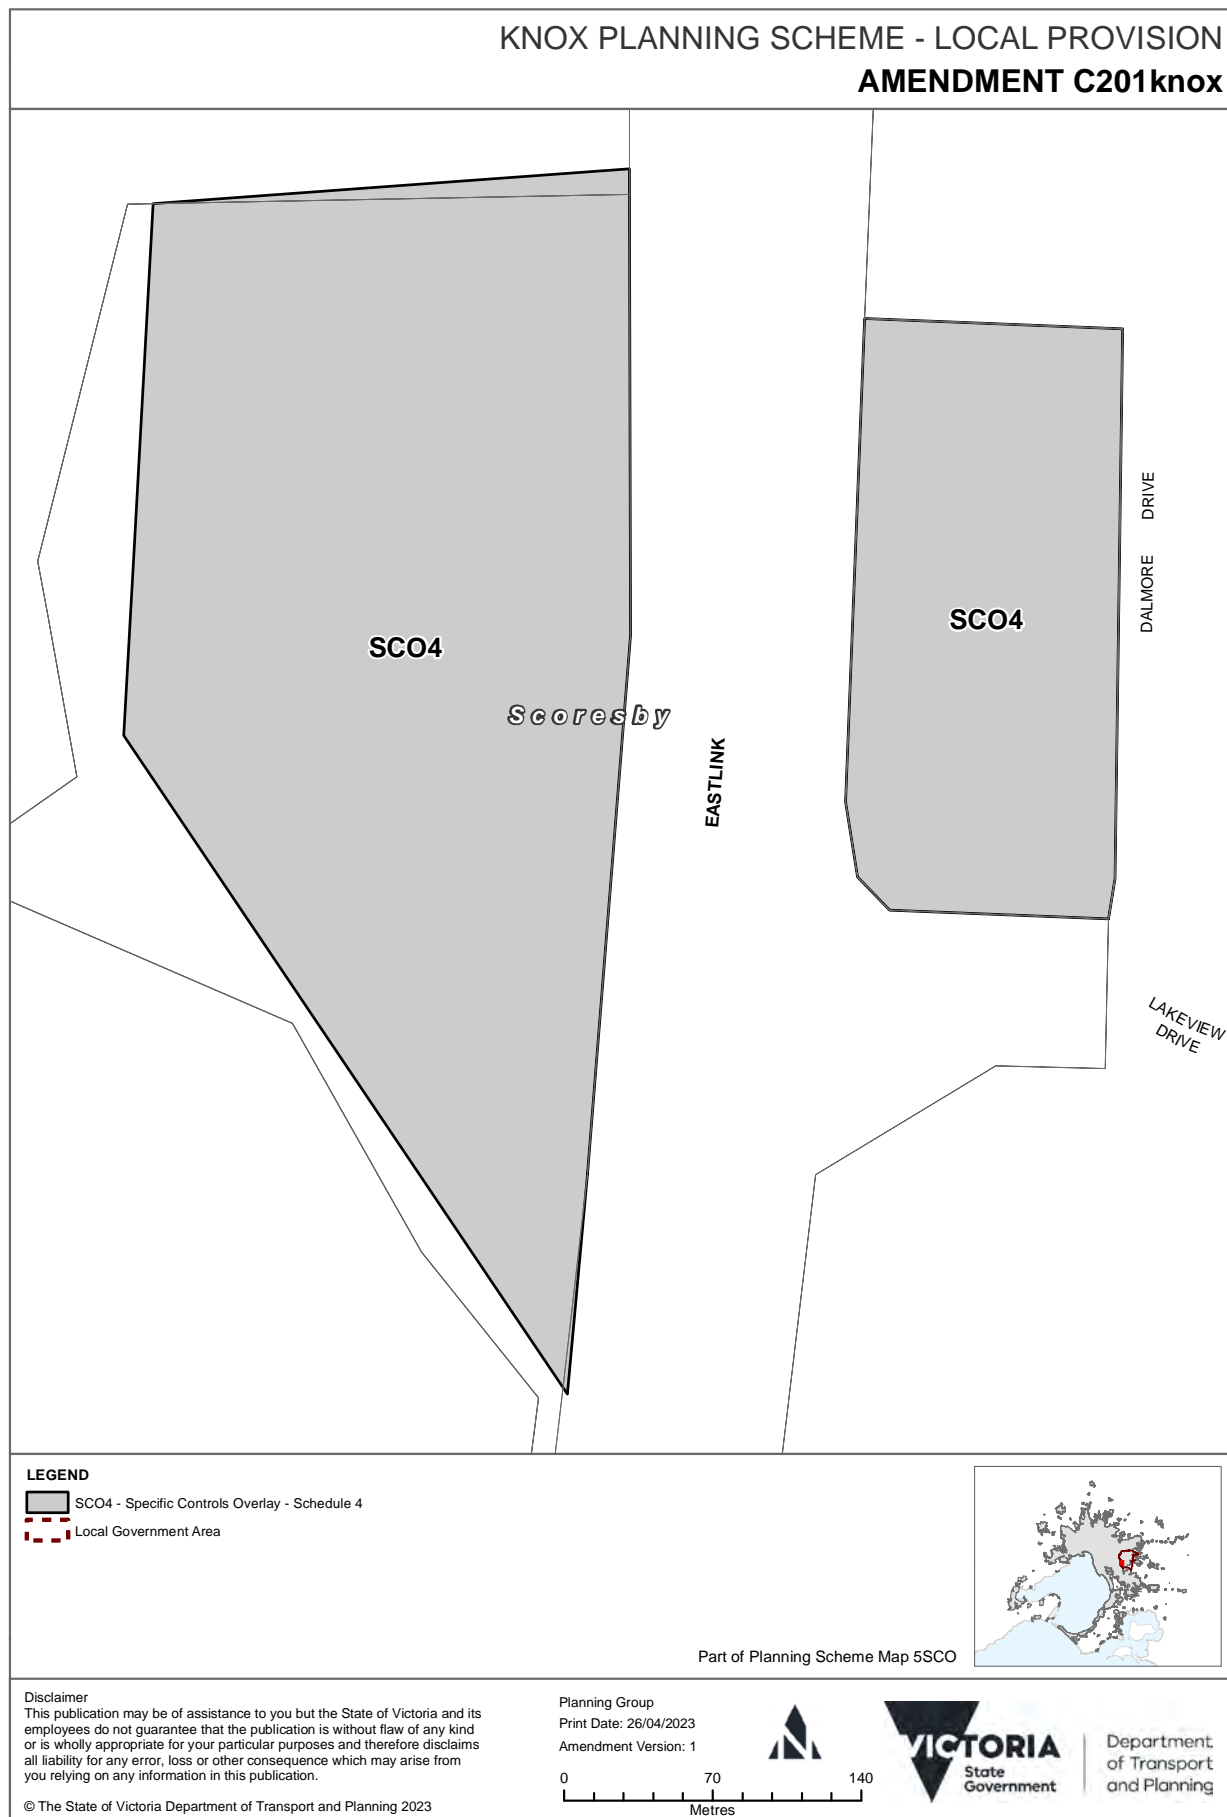 KNOX PLANNING SCHEME - LOCAL PROVISION
AMENDMENT C201knox
SCO4
SCO4
Scoresby
EASTLINK
DALMORE DRIVE
LAKEVIEW
DRIVE
LEGEND
SCO4 - Specific Controls Overlay - Schedule 4
Local Government Area
Part of Planning Scheme Map 5SCO
Disclaimer
This publication may be of assistance to you but the State of Victoria and its
employees do not guarantee that the publication is without flaw of any kind
or is wholly appropriate for your particular purposes and therefore disclaims
all liability for any error, loss or other consequence which may arise from
you relying on any information in this publication.
© The State of Victoria Department of Transport and Planning 2023
Planning Group
Print Date: 26/04/2023
Amendment Version: 1
0 70 140
Metres
VICTORIA
State
Government
Department
of Transport
and Planning